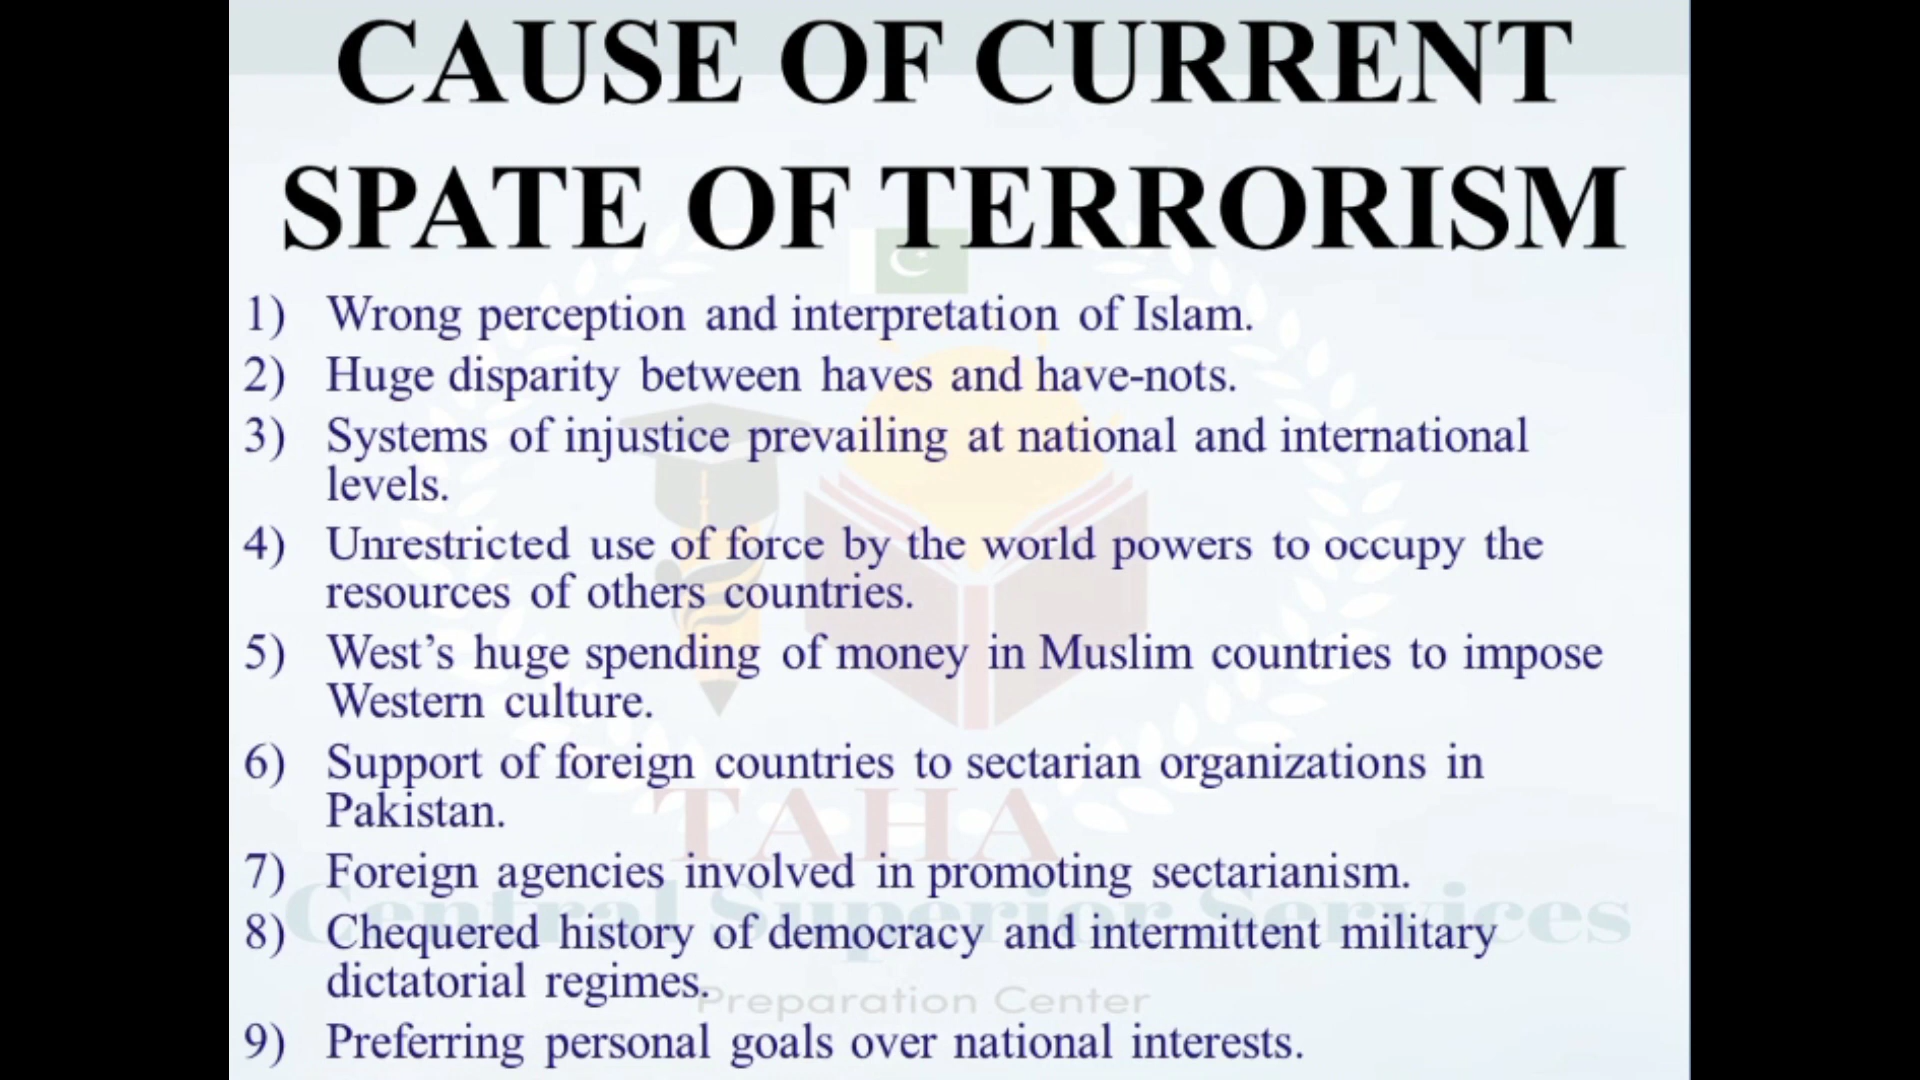 CAUSE OF CURRENT
SPATE OF TERRORISM
1) Wrong perception and interpretation of Islam.
2) Huge disparity between haves and have-nots.
3) Systems of injustice prevailing at national and international
levels.
4) Unrestricted use of force by the world powers to occupy the
resources of others countries.
5) West’s huge spending of money in Muslim countries to impose
Western culture.
6) Support of foreign countries to sectarian organizations in
Pakistan.
TAHA
7) Foreign agencies involved in promoting sectarianism.
Central Superior Services
8) Chequered history of democracy and intermittent military
dictatorial regimes.
Preparation Center
9) Preferring personal goals over national interests.